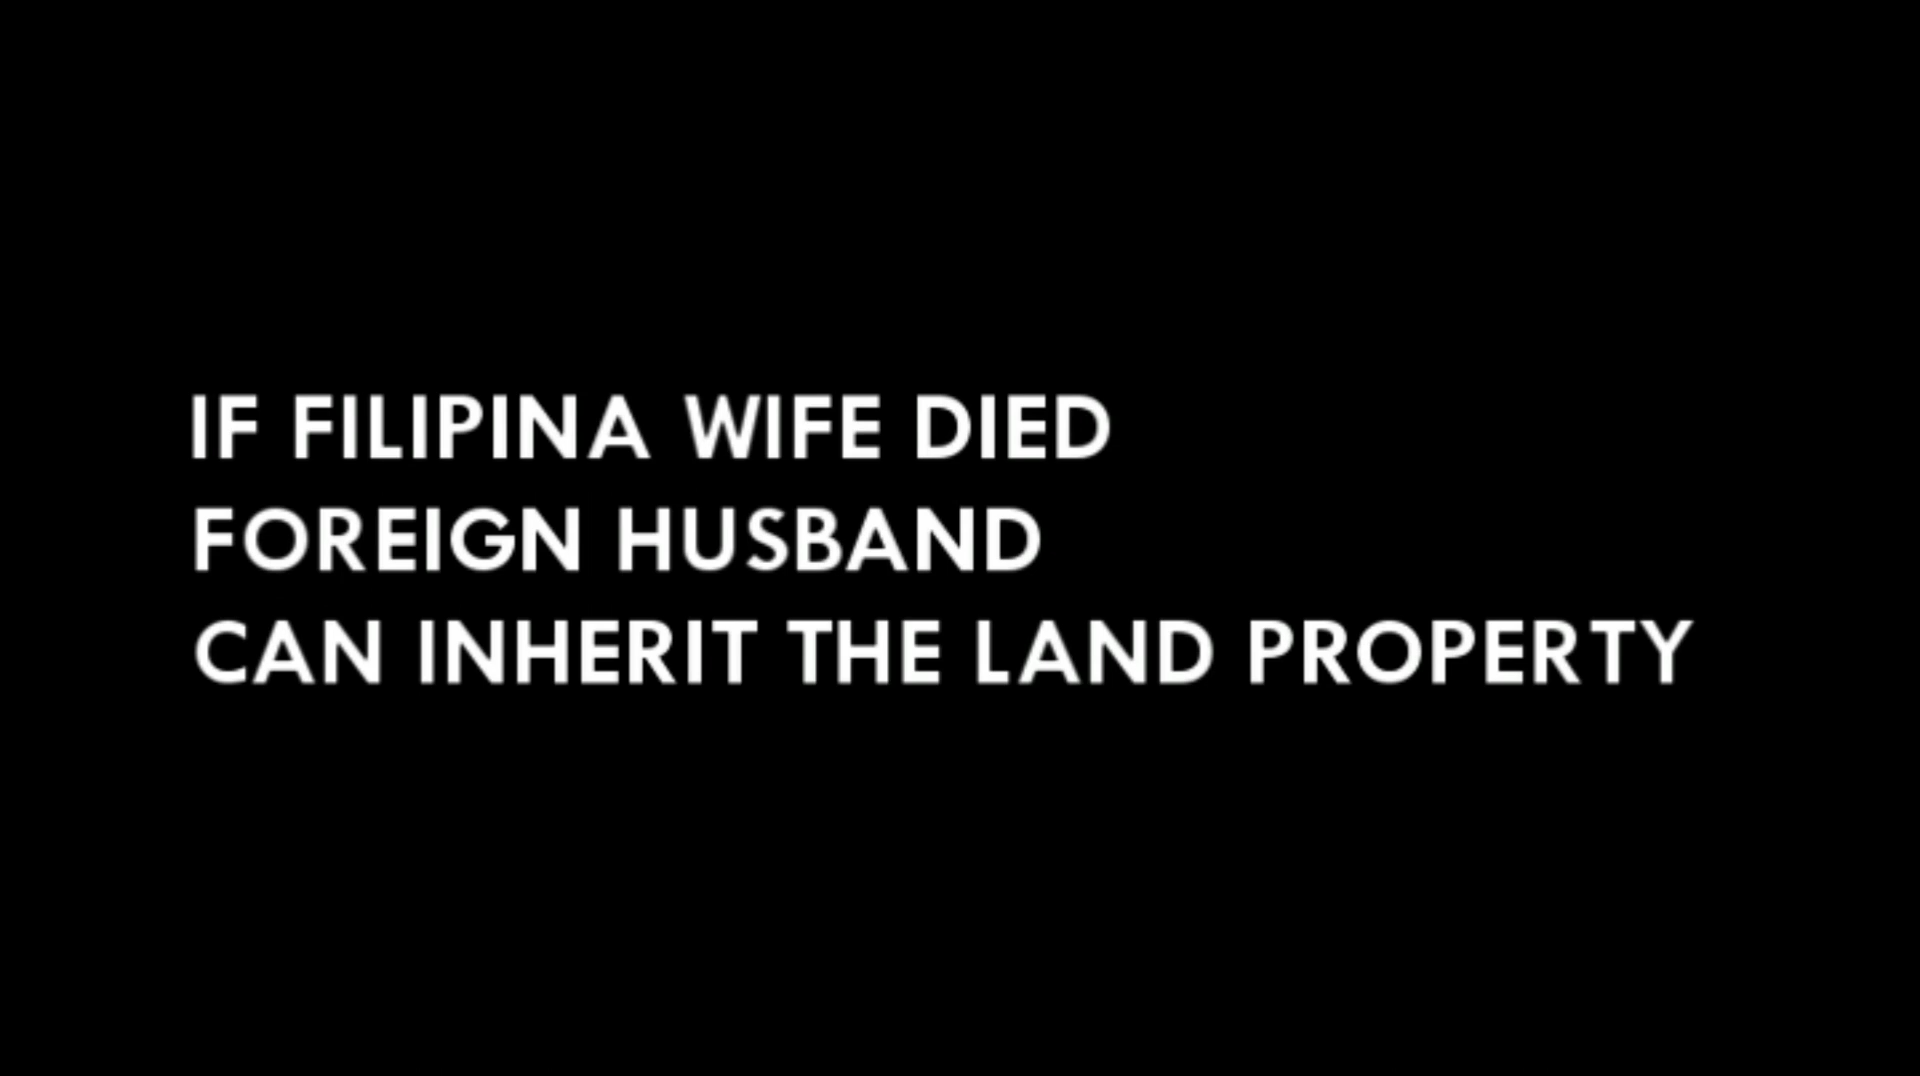 IF FILIPINA WIFE DIED
FOREIGN HUSBAND
CAN INHERIT THE LAND PROPERTY